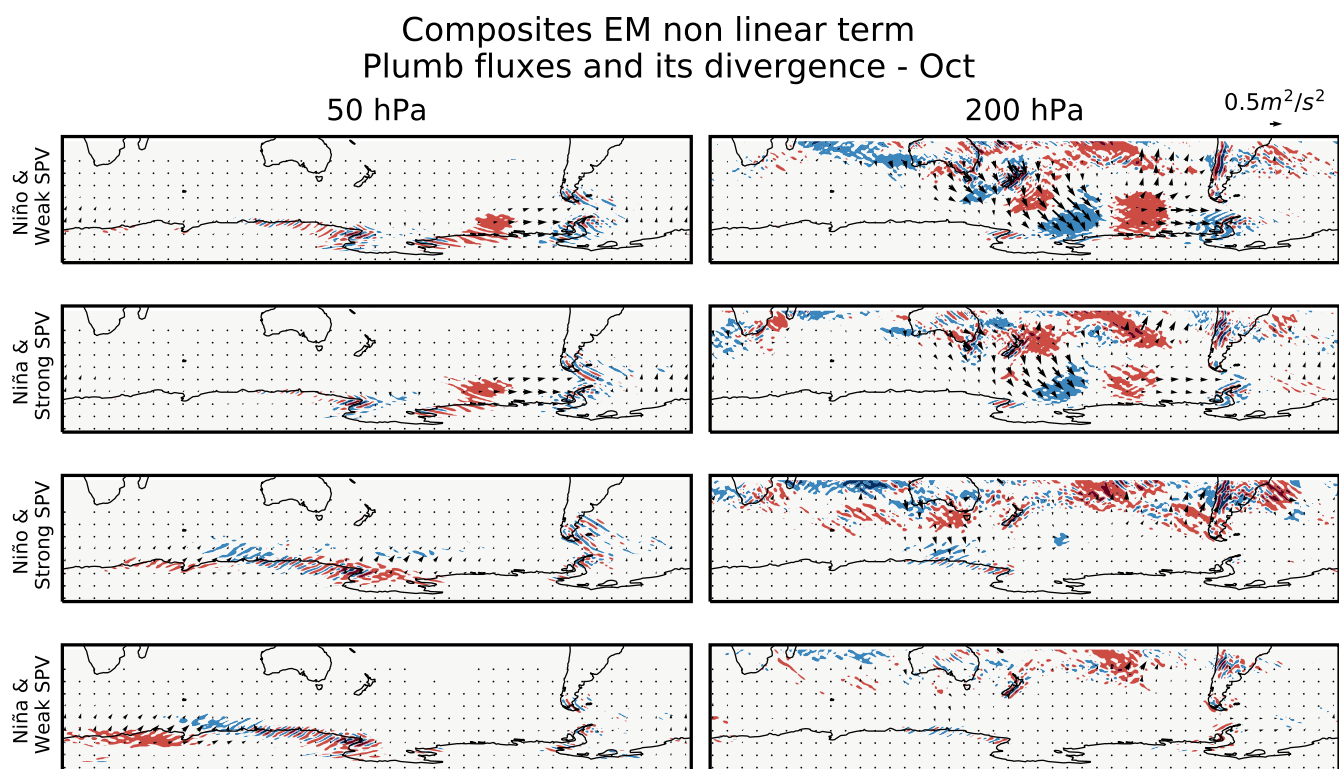 Composites EM non linear term
Plumb fluxes and its divergence - Oct
50 hPa
200 hPa
0.5m²/s²
Niño &
Weak SPV
Niña &
Strong SPV
Niño &
Strong SPV
Niña &
Weak SPV